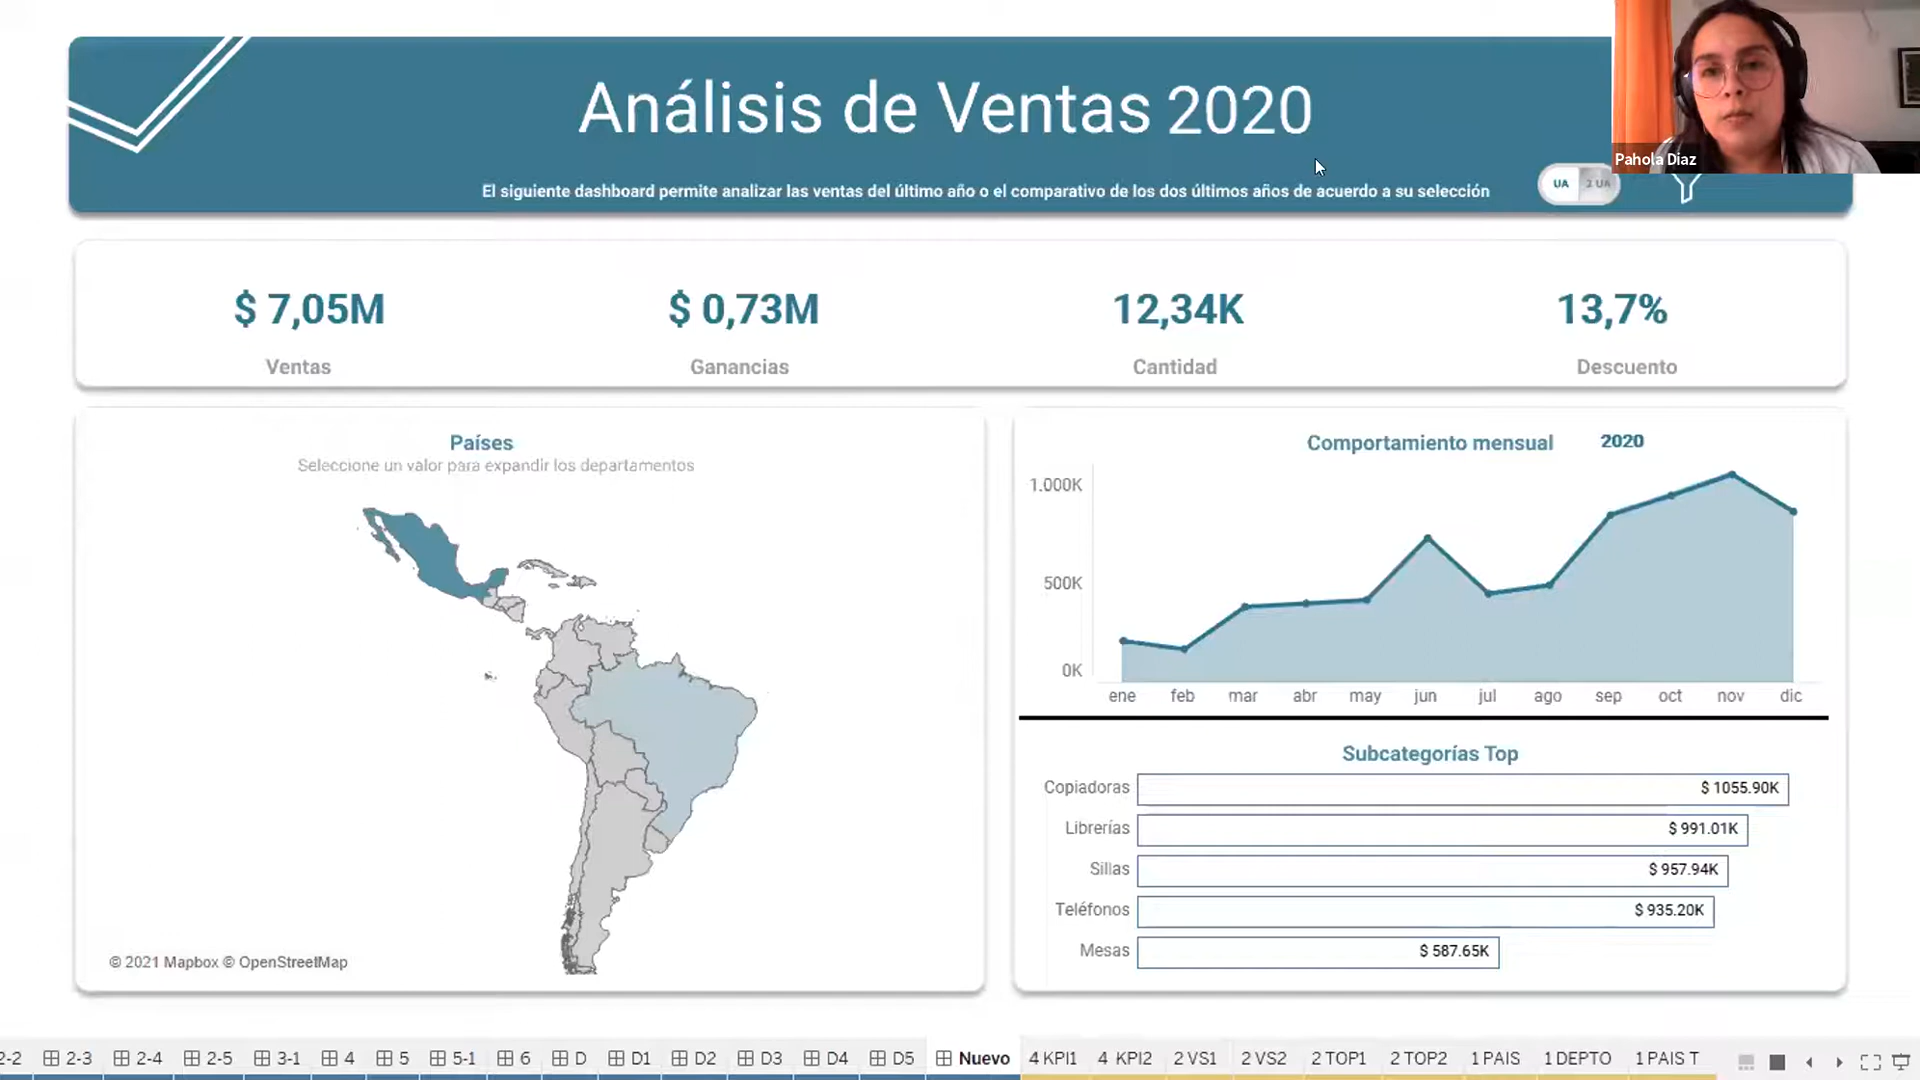 Análisis de Ventas 2020
El siguiente dashboard permite analizar las ventas del último año o el comparativo de los dos últimos años de acuerdo a su selección
UA 2 UA
Pahola Diaz
$ 7,05M
Ventas
$ 0,73M
Ganancias
12,34K
Cantidad
13,7%
Descuento
Países
Seleccione un valor para expandir los departamentos
© 2021 Mapbox © OpenStreetMap
Comportamiento mensual 2020
1.000K
500K
0K
ene feb mar abr may jun jul ago sep oct nov dic
Subcategorías Top
Copiadoras $ 1055.90K
Librerías $ 991.01K
Sillas $ 957.94K
Teléfonos $ 935.20K
Mesas $ 587.65K
2-2 2-3 2-4 2-5 3-1 4 5 5-1 6 D D1 D2 D3 D4 D5 Nuevo 4 KPI1 4 KPI2 2 VS1 2 VS2 2 TOP1 2 TOP2 1 PAIS 1 DEPTO 1 PAIS T